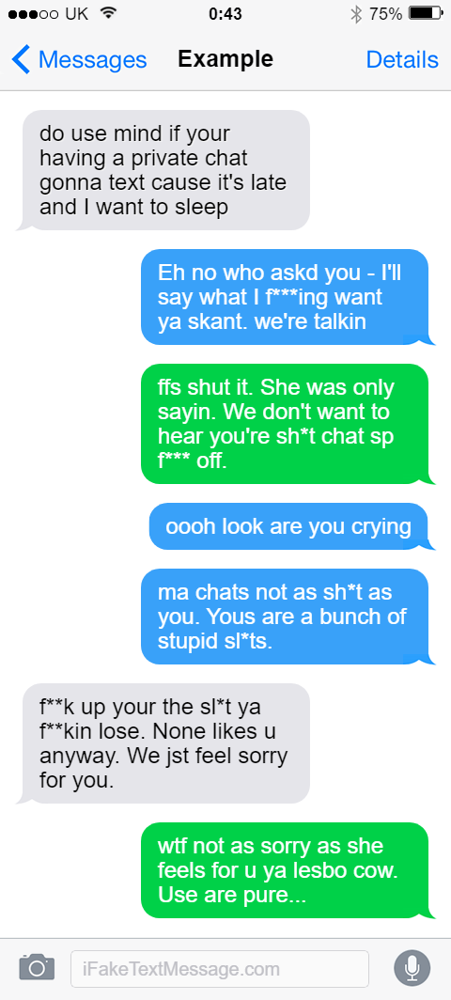 UK 0:43 75%
Messages Example Details
do use mind if your
having a private chat
gonna text cause it's late
and I want to sleep
Eh no who askd you - I'll
say what I f***ing want
ya skant. we're talkin
ffs shut it. She was only
sayin. We don't want to
hear you're sh*t chat sp
f*** off.
oooh look are you crying
ma chats not as sh*t as
you. Yous are a bunch of
stupid sl*ts.
f**k up your the sl*t ya
f**kin lose. None likes u
anyway. We jst feel sorry
for you.
wtf not as sorry as she
feels for u ya lesbo cow.
Use are pure...
iFakeTextMessage.com